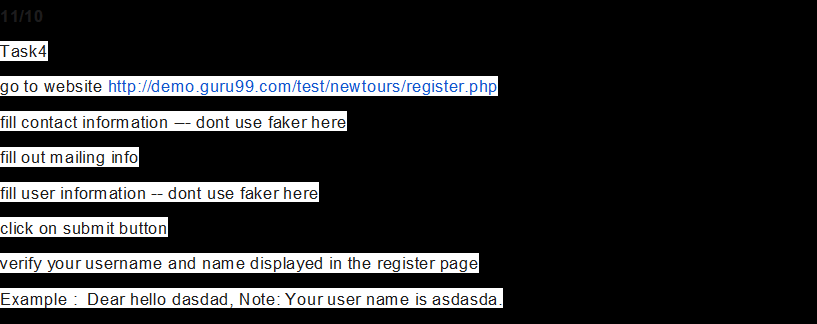 11/10
Task4
go to website http://demo.guru99.com/test/newtours/register.php
fill contact information –-- dont use faker here
fill out mailing info
fill user information -- dont use faker here
click on submit button
verify your username and name displayed in the register page
Example :  Dear hello dasdad, Note: Your user name is asdasda.